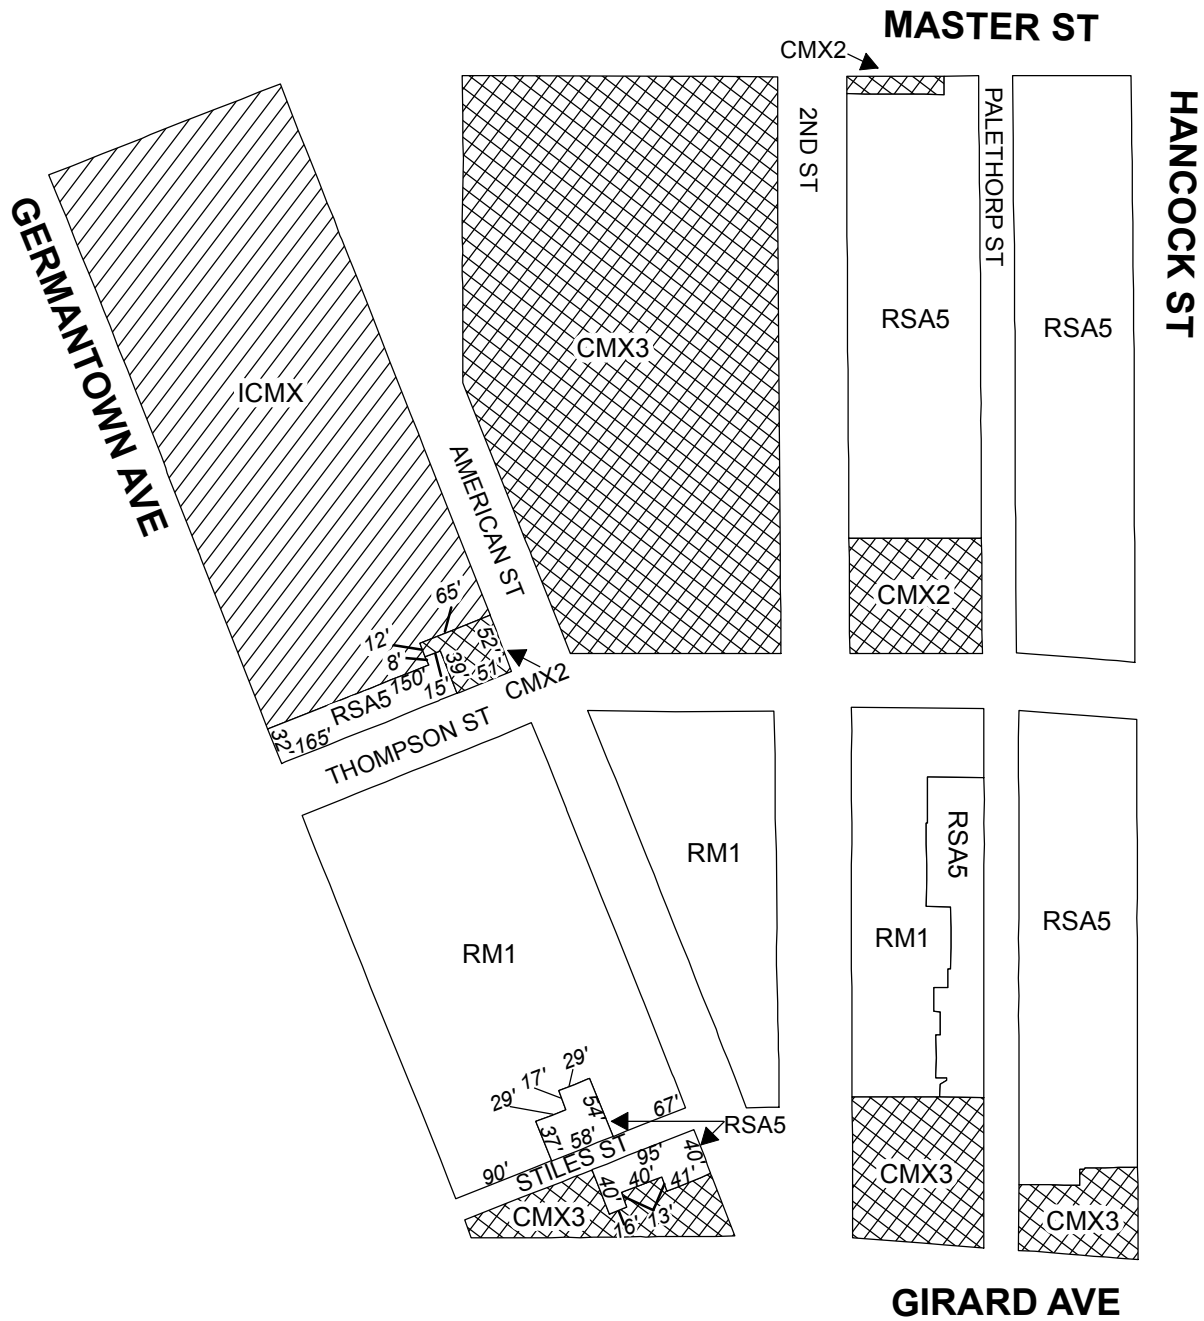 MASTER ST
CMX2
HANCOCK ST
2ND ST
PALETHORP ST
GERMANTOWN AVE
RSA5
RSA5
CMX3
ICMX
AMERICAN ST
65'
CMX2
12'
52'
8'
39'
51'
150'
15'
CMX2
RSA5
32'
165'
THOMPSON ST
RSA5
RM1
RSA5
RM1
RM1
29'
17'
29'
54'
67'
RSA5
37'
58'
90'
STILES ST
95'
40'
40'
40'
41'
16'
13'
CMX3
CMX3
CMX3
GIRARD AVE